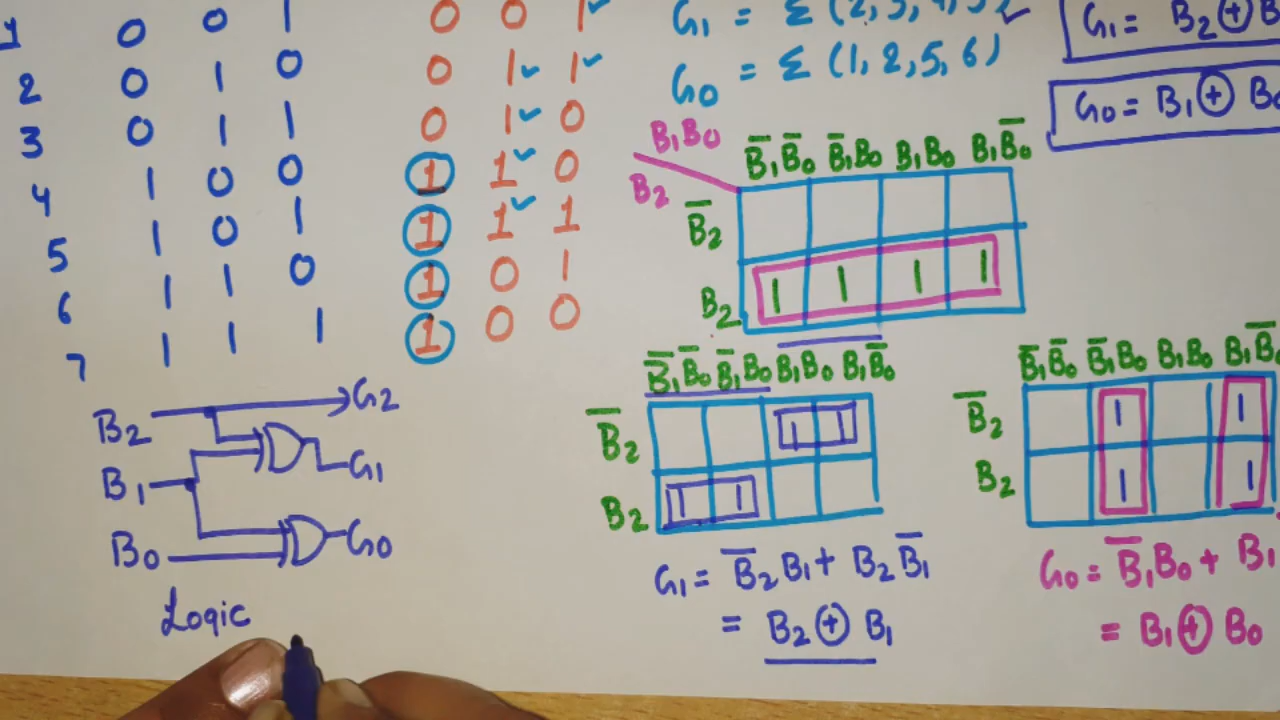 1 0 0 1 0 0 1
2 0 1 0 0 1 1
3 0 1 1 0 1 0
4 1 0 0 1 1 0
5 1 0 1 1 1 1
6 1 1 0 1 0 1
7 1 1 1 1 0 0
G₁ = Σ (2, 3, 4, 5)
G₀ = Σ (1, 2, 5, 6)
G₁ = B₂ ⊕ B
G₀ = B₁ ⊕ B₀
B₁B₀ B̅₁B̅₀ B̅₁B₀ B₁B₀ B₁B̅₀
B₂
B̅₂
B₂ 1 1 1 1
B̅₁B̅₀ B̅₁B₀ B₁B₀ B₁B̅₀
B̅₂ 1 1
B₂ 1 1
G₁ = B̅₂B₁ + B₂B̅₁
= B₂ ⊕ B₁
B̅₁B̅₀ B̅₁B₀ B₁B₀ B₁B̅₀
B̅₂ 1 1
B₂ 1 1
G₀ = B̅₁B₀ + B₁
= B₁ ⊕ B₀
B₂ G₂
B₁ G₁
B₀ G₀
Logic